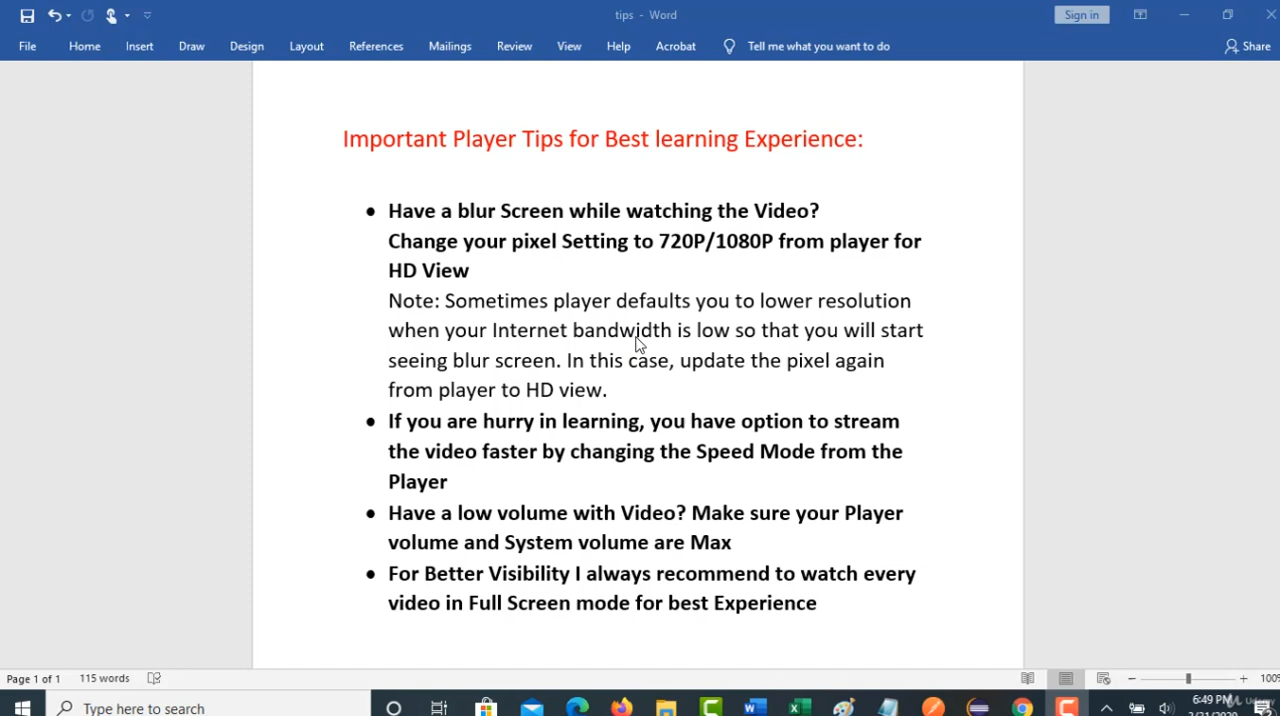 tips - Word
Sign in
File Home Insert Draw Design Layout References Mailings Review View Help Acrobat Tell me what you want to do Share
Important Player Tips for Best learning Experience:
• Have a blur Screen while watching the Video?
Change your pixel Setting to 720P/1080P from player for
HD View
Note: Sometimes player defaults you to lower resolution
when your Internet bandwidth is low so that you will start
seeing blur screen. In this case, update the pixel again
from player to HD view.
• If you are hurry in learning, you have option to stream
the video faster by changing the Speed Mode from the
Player
• Have a low volume with Video? Make sure your Player
volume and System volume are Max
• For Better Visibility I always recommend to watch every
video in Full Screen mode for best Experience
Page 1 of 1 115 words
Type here to search
6:49 PM